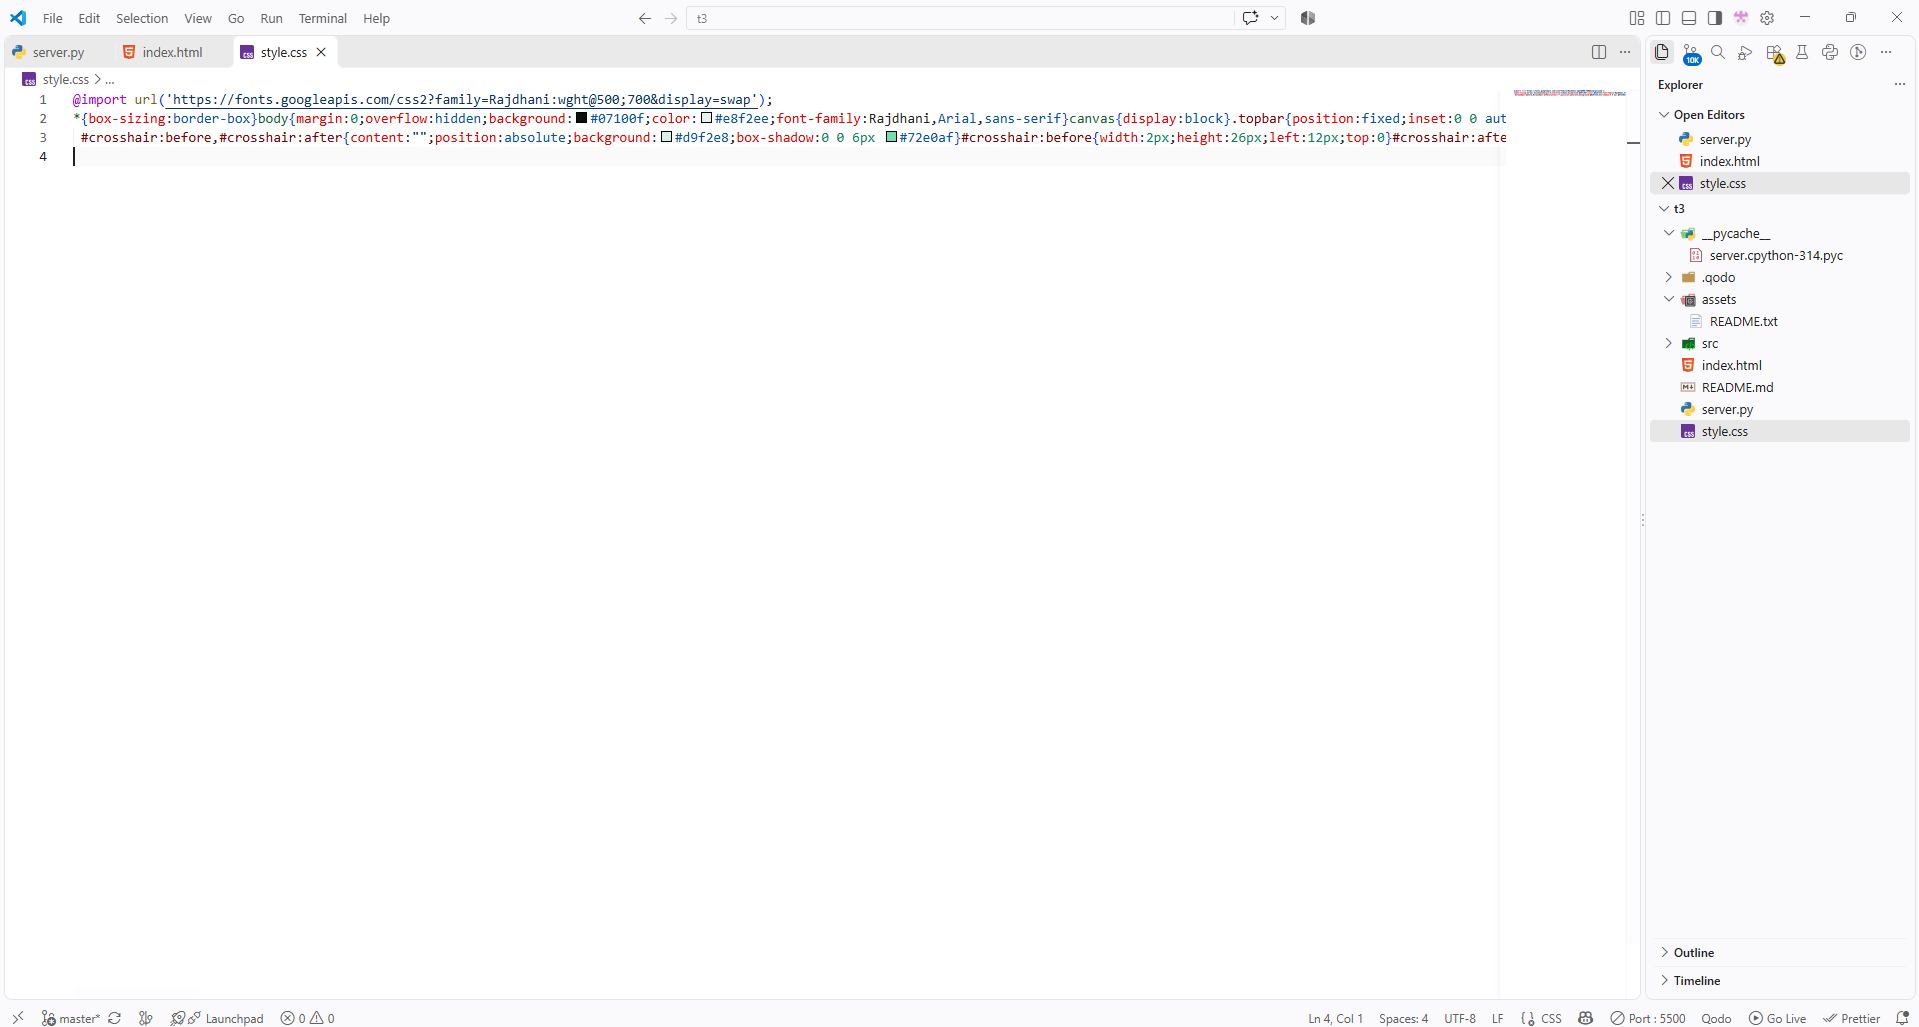 File Edit Selection View Go Run Terminal Help
t3
server.py index.html style.css
style.css > ...
1 @import url('https://fonts.googleapis.com/css2?family=Rajdhani:wght@500;700&display=swap');
2 *{box-sizing:border-box}body{margin:0;overflow:hidden;background:#07100f;color:#e8f2ee;font-family:Rajdhani,Arial,sans-serif}canvas{display:block}.topbar{position:fixed;inset:0 0 aut
3 #crosshair:before,#crosshair:after{content:"";position:absolute;background:#d9f2e8;box-shadow:0 0 6px #72e0af}#crosshair:before{width:2px;height:26px;left:12px;top:0}#crosshair:afte
4
10K
Explorer
Open Editors
server.py
index.html
style.css
t3
__pycache__
server.cpython-314.pyc
.qodo
assets
README.txt
src
index.html
README.md
server.py
style.css
Outline
Timeline
master* Launchpad 0 0 Ln 4, Col 1 Spaces: 4 UTF-8 LF {} CSS Port : 5500 Qodo Go Live Prettier